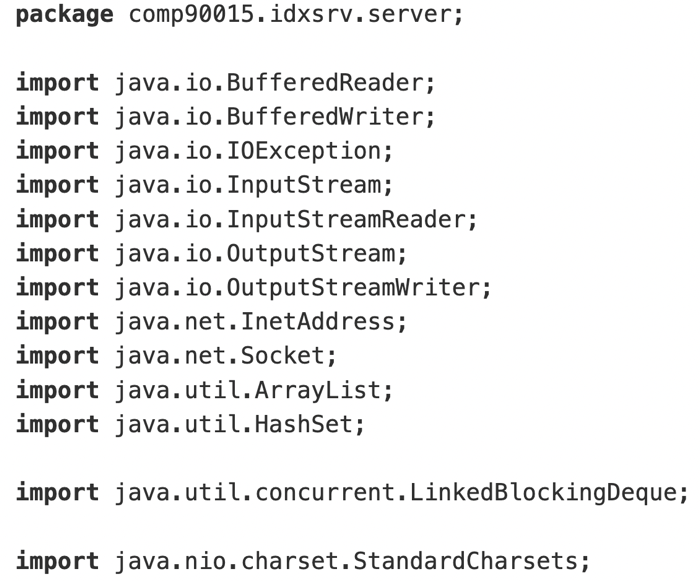 package comp90015.idxsrv.server;
import java.io.BufferedReader;
import java.io.BufferedWriter;
import java.io.IOException;
import java.io.InputStream;
import java.io.InputStreamReader;
import java.io.OutputStream;
import java.io.OutputStreamWriter;
import java.net.InetAddress;
import java.net.Socket;
import java.util.ArrayList;
import java.util.HashSet;
import java.util.concurrent.LinkedBlockingDeque;
import java.nio.charset.StandardCharsets;